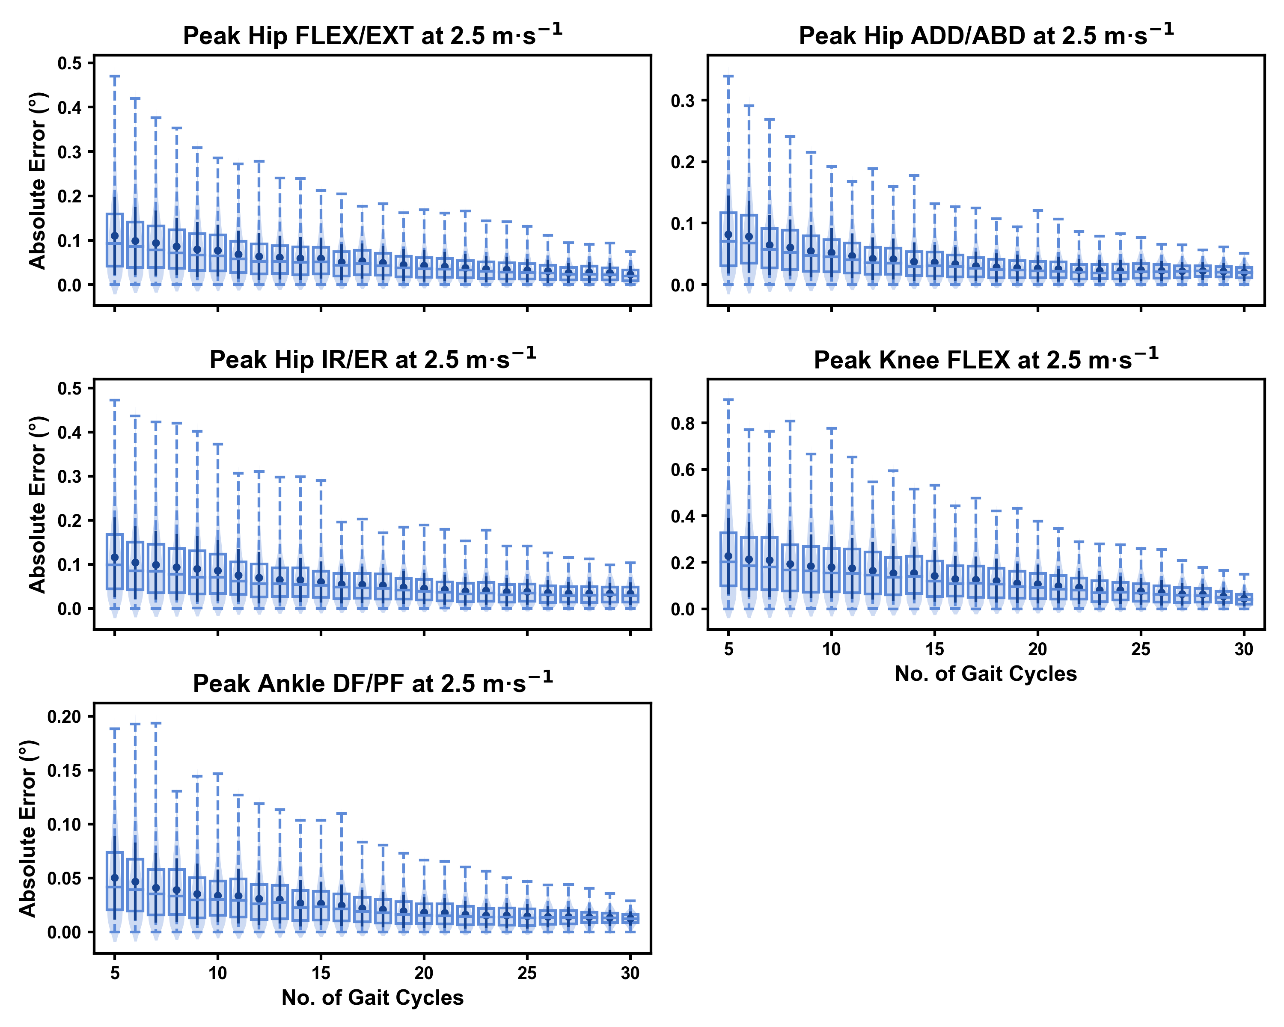 Peak Hip FLEX/EXT at 2.5 m·s⁻¹
Absolute Error (°)
0.5
0.4
0.3
0.2
0.1
0.0
Peak Hip ADD/ABD at 2.5 m·s⁻¹
0.3
0.2
0.1
0.0
Peak Hip IR/ER at 2.5 m·s⁻¹
Absolute Error (°)
0.5
0.4
0.3
0.2
0.1
0.0
Peak Knee FLEX at 2.5 m·s⁻¹
0.8
0.6
0.4
0.2
0.0
5 10 15 20 25 30
No. of Gait Cycles
Peak Ankle DF/PF at 2.5 m·s⁻¹
Absolute Error (°)
0.20
0.15
0.10
0.05
0.00
5 10 15 20 25 30
No. of Gait Cycles